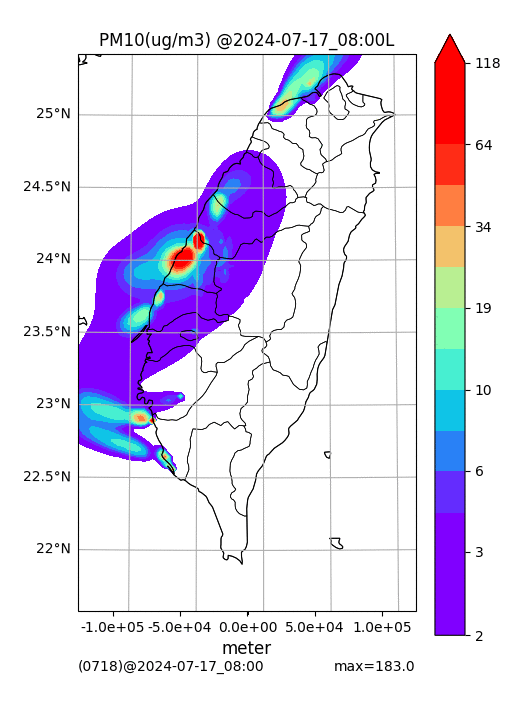 PM10(ug/m3) @2024-07-17_08:00L
118
64
34
19
10
6
3
2
25°N
24.5°N
24°N
23.5°N
23°N
22.5°N
22°N
-1.0e+05 -5.0e+04 0.0e+00 5.0e+04 1.0e+05
meter
(0718)@2024-07-17_08:00 max=183.0